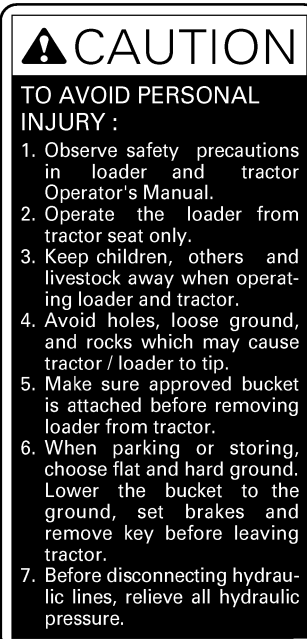 CAUTION
TO AVOID PERSONAL
INJURY :
1. Observe safety precautions
in loader and tractor
Operator's Manual.
2. Operate the loader from
tractor seat only.
3. Keep children, others and
livestock away when operat-
ing loader and tractor.
4. Avoid holes, loose ground,
and rocks which may cause
tractor / loader to tip.
5. Make sure approved bucket
is attached before removing
loader from tractor.
6. When parking or storing,
choose flat and hard ground.
Lower the bucket to the
ground, set brakes and
remove key before leaving
tractor.
7. Before disconnecting hydrau-
lic lines, relieve all hydraulic
pressure.